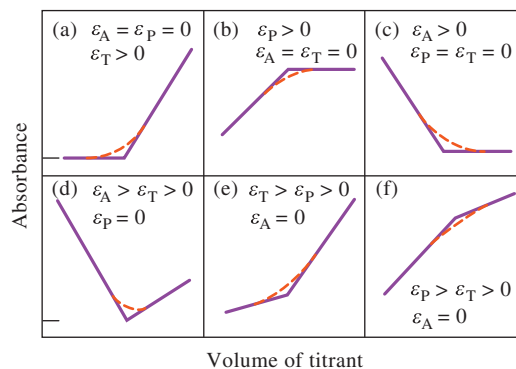 Absorbance
(a) εA = εP = 0
εT > 0
(b) εP > 0
εA = εT = 0
(c) εA > 0
εP = εT = 0
(d) εA > εT > 0
εP = 0
(e) εT > εP > 0
εA = 0
(f)
εP > εT > 0
εA = 0
Volume of titrant